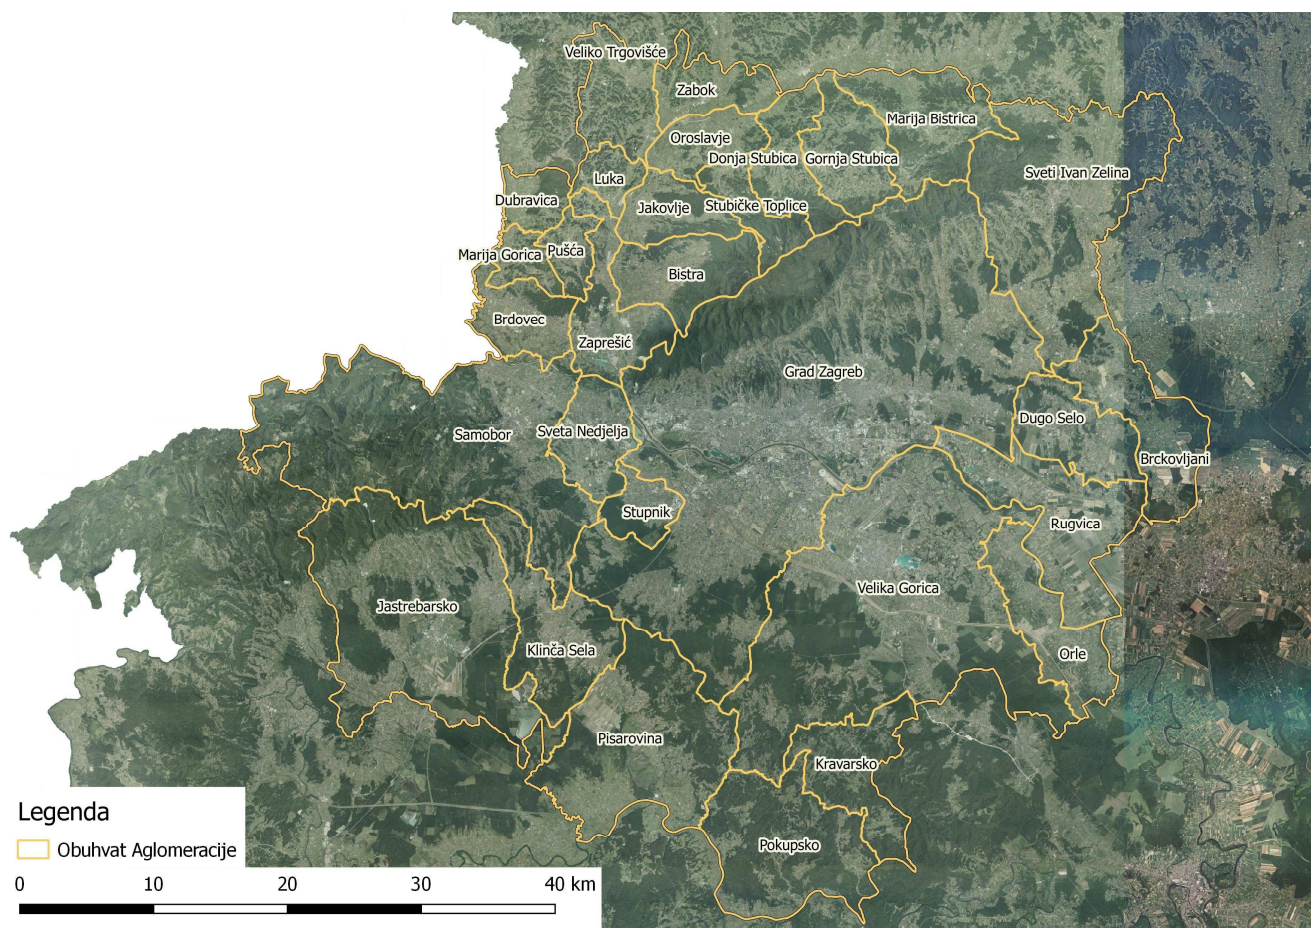 Veliko Trgovišće
Zabok
Marija Bistrica
Oroslavje
Donja Stubica
Gornja Stubica
Sveti Ivan Zelina
Luka
Dubravica
Jakovlje
Stubičke Toplice
Marija Gorica
Pušća
Bistra
Brdovec
Zaprešić
Grad Zagreb
Dugo Selo
Samobor
Sveta Nedjelja
Brckovljani
Stupnik
Rugvica
Velika Gorica
Jastrebarsko
Klinča Sela
Orle
Pisarovina
Kravarsko
Pokupsko
Legenda
Obuhvat Aglomeracije
0 10 20 30 40 km